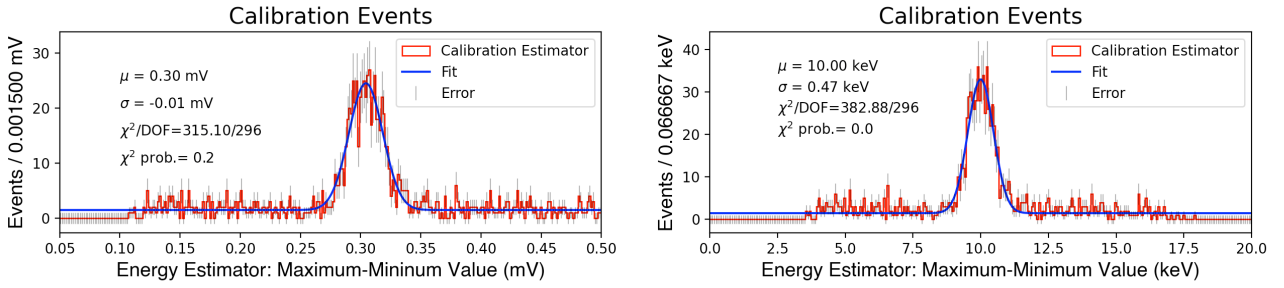 Calibration Events
Events / 0.001500 mV
30
20
10
0
μ = 0.30 mV
σ = -0.01 mV
χ²/DOF=315.10/296
χ² prob.= 0.2
Calibration Estimator
Fit
Error
0.05 0.10 0.15 0.20 0.25 0.30 0.35 0.40 0.45 0.50
Energy Estimator: Maximum-Mininum Value (mV)
Calibration Events
Events / 0.066667 keV
40
30
20
10
0
μ = 10.00 keV
σ = 0.47 keV
χ²/DOF=382.88/296
χ² prob.= 0.0
Calibration Estimator
Fit
Error
0.0 2.5 5.0 7.5 10.0 12.5 15.0 17.5 20.0
Energy Estimator: Maximum-Mininum Value (keV)